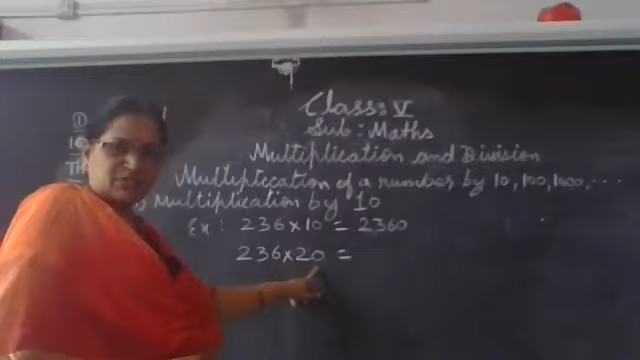 Class: V
Sub: Maths
Multiplication and Division
Multiplication of a number by 10, 100, 1000, ...
Multiplication by 10
Ex: 236 x 10 = 2360
236 x 20 =